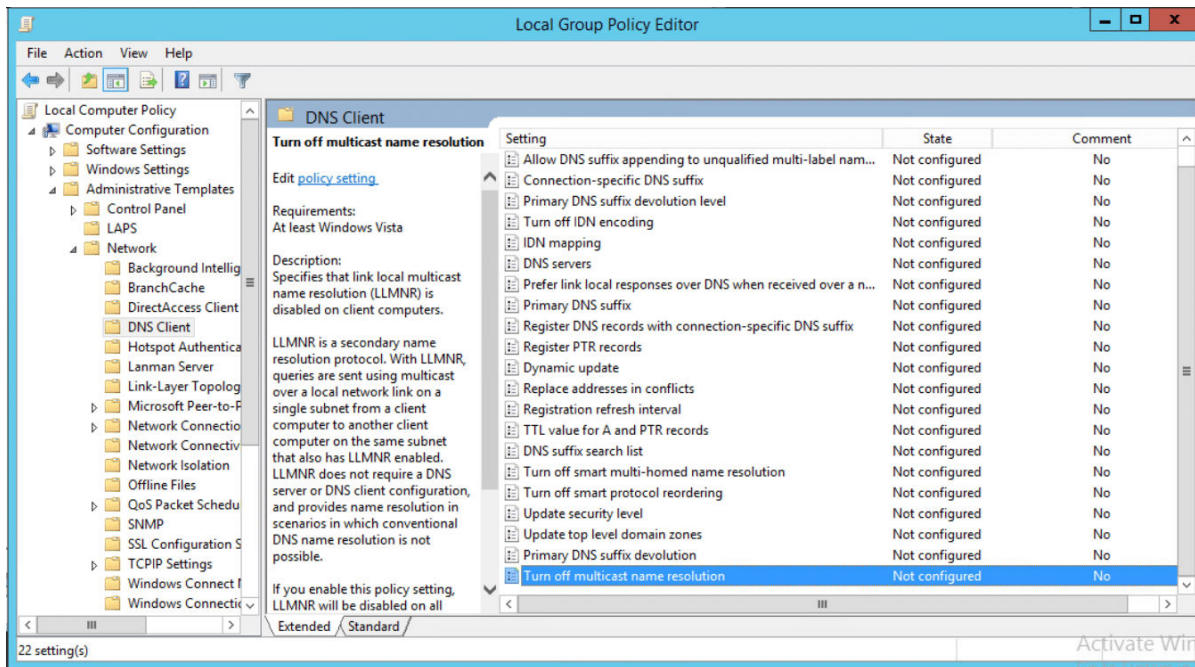 Local Group Policy Editor
File Action View Help
Local Computer Policy
Computer Configuration
Software Settings
Windows Settings
Administrative Templates
Control Panel
LAPS
Network
Background Intellig
BranchCache
DirectAccess Client
DNS Client
Hotspot Authentica
Lanman Server
Link-Layer Topolog
Microsoft Peer-to-P
Network Connectio
Network Connectiv
Network Isolation
Offline Files
QoS Packet Schedu
SNMP
SSL Configuration S
TCPIP Settings
Windows Connect
Windows Connectic
DNS Client
Turn off multicast name resolution
Edit policy setting
Requirements:
At least Windows Vista
Description:
Specifies that link local multicast
name resolution (LLMNR) is
disabled on client computers.
LLMNR is a secondary name
resolution protocol. With LLMNR,
queries are sent using multicast
over a local network link on a
single subnet from a client
computer to another client
computer on the same subnet
that also has LLMNR enabled.
LLMNR does not require a DNS
server or DNS client configuration,
and provides name resolution in
scenarios in which conventional
DNS name resolution is not
possible.
If you enable this policy setting,
LLMNR will be disabled on all
Setting State Comment
Allow DNS suffix appending to unqualified multi-label nam... Not configured No
Connection-specific DNS suffix Not configured No
Primary DNS suffix devolution level Not configured No
Turn off IDN encoding Not configured No
IDN mapping Not configured No
DNS servers Not configured No
Prefer link local responses over DNS when received over a n... Not configured No
Primary DNS suffix Not configured No
Register DNS records with connection-specific DNS suffix Not configured No
Register PTR records Not configured No
Dynamic update Not configured No
Replace addresses in conflicts Not configured No
Registration refresh interval Not configured No
TTL value for A and PTR records Not configured No
DNS suffix search list Not configured No
Turn off smart multi-homed name resolution Not configured No
Turn off smart protocol reordering Not configured No
Update security level Not configured No
Update top level domain zones Not configured No
Primary DNS suffix devolution Not configured No
Turn off multicast name resolution Not configured No
Extended Standard
22 setting(s)
Activate Win